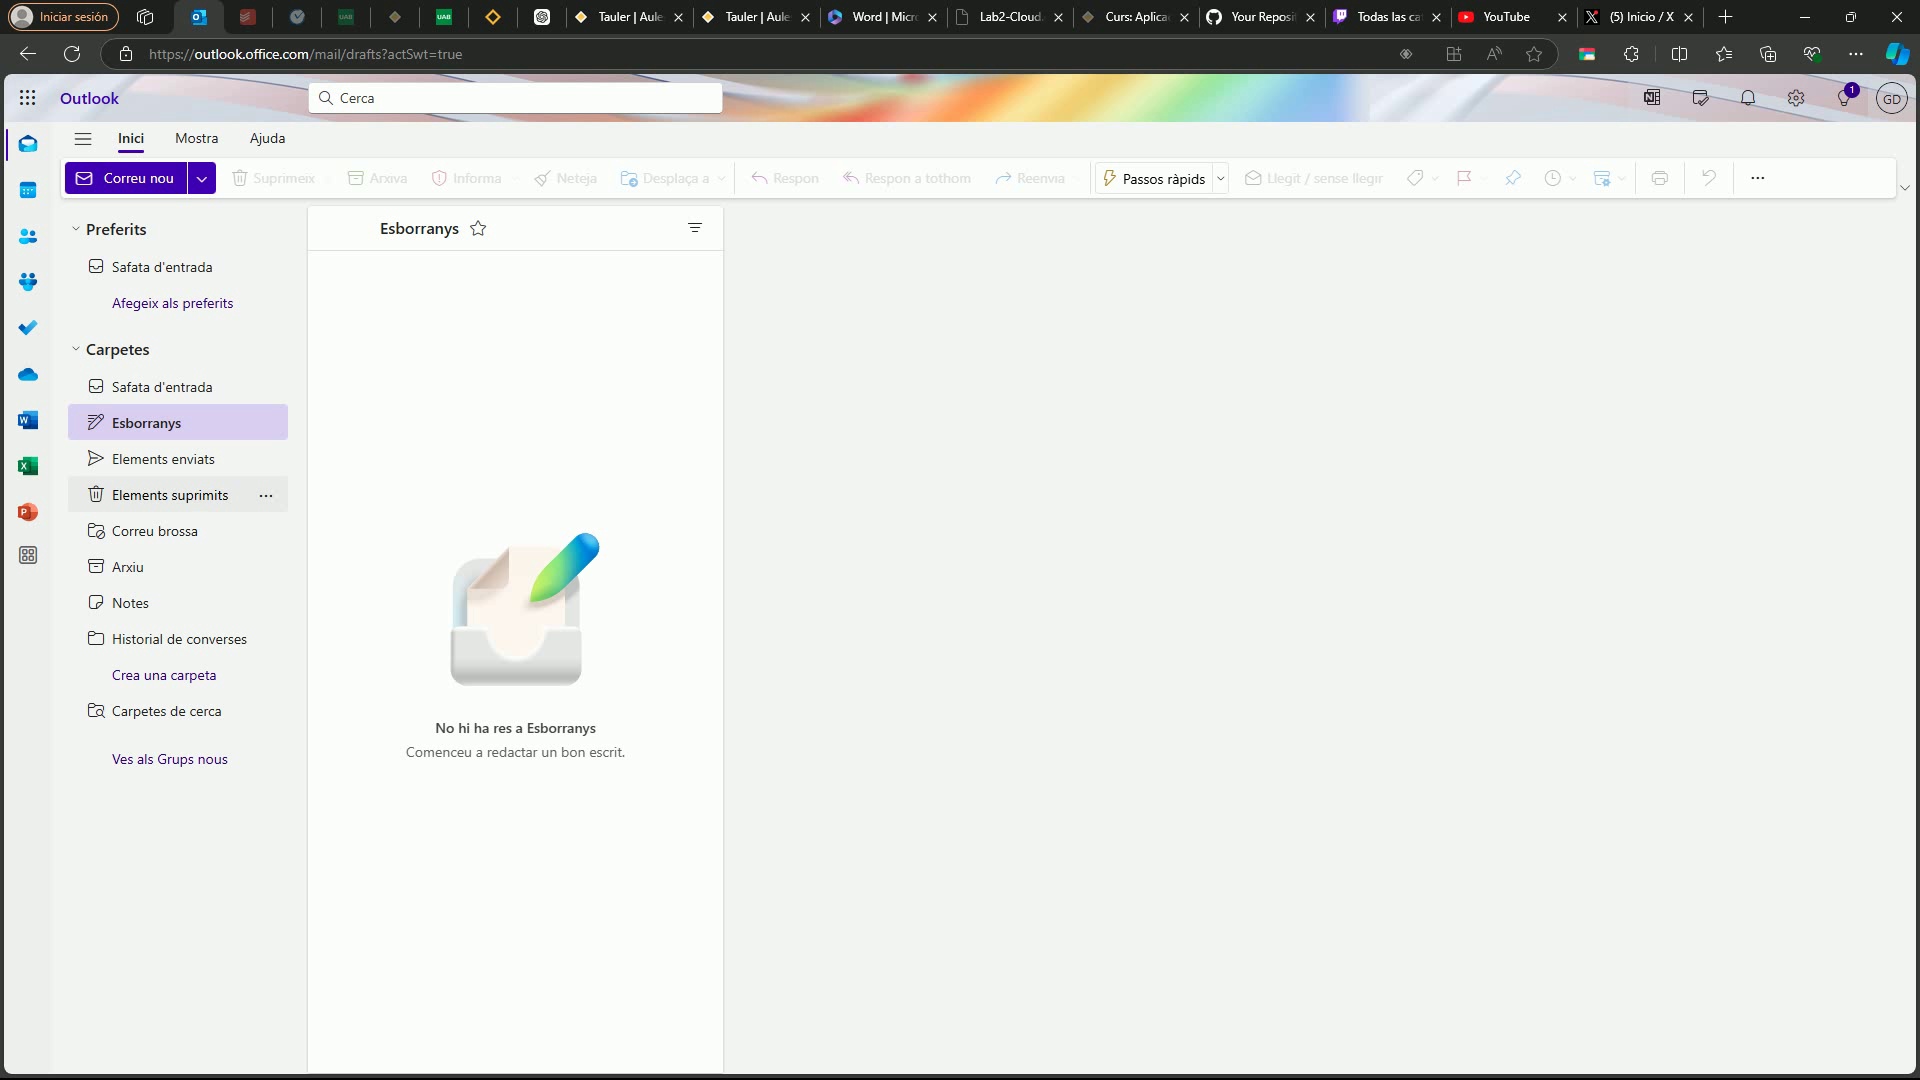 Iniciar sesión
Tauler | Aule
Tauler | Aule
Word | Micr
Lab2-Cloud.
Curs: Aplica
Your Reposit
Todas las ca
YouTube
(5) Inicio / X
https://outlook.office.com/mail/drafts?actSwt=true
Outlook
Cerca
GD
1
Inici
Mostra
Ajuda
Correu nou
Suprimeix
Arxiva
Informa
Neteja
Desplaça a
Respon
Respon a tothom
Reenvia
Passos ràpids
Llegit / sense llegir
Preferits
Safata d'entrada
Afegeix als preferits
Carpetes
Safata d'entrada
Esborranys
Elements enviats
Elements suprimits
Correu brossa
Arxiu
Notes
Historial de converses
Crea una carpeta
Carpetes de cerca
Ves als Grups nous
Esborranys
No hi ha res a Esborranys
Comenceu a redactar un bon escrit.